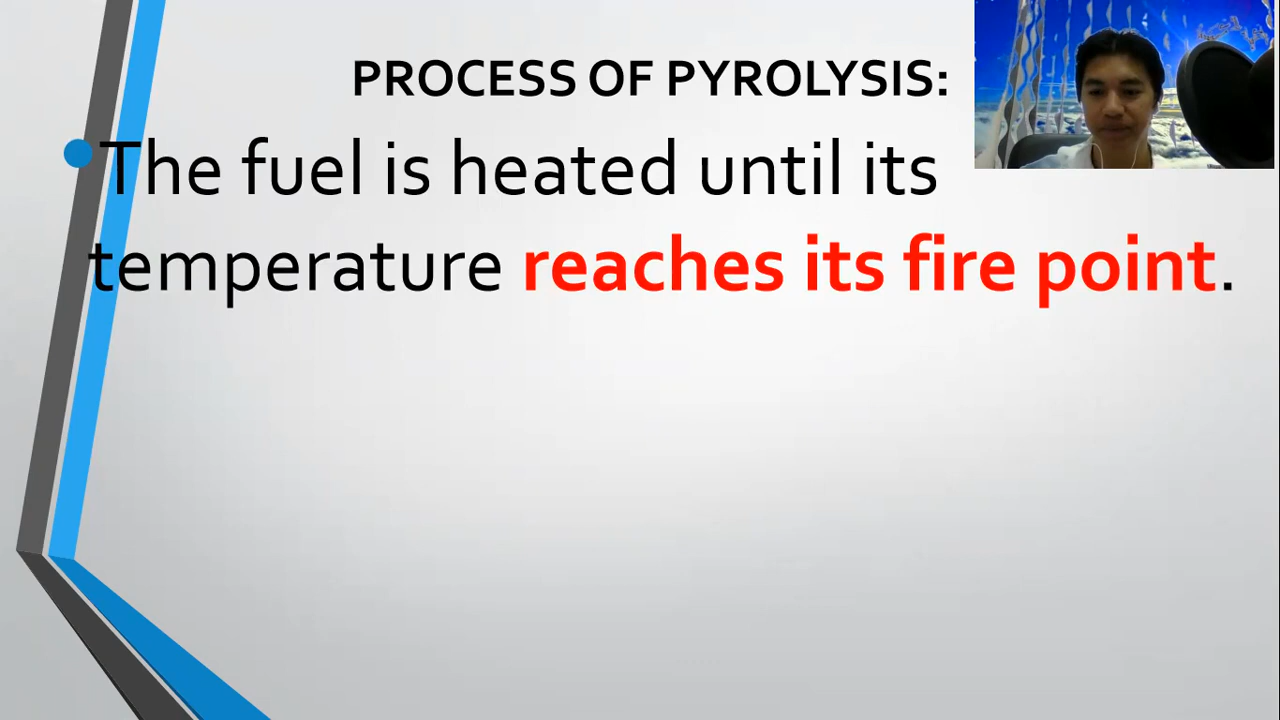 PROCESS OF PYROLYSIS:
The fuel is heated until its
temperature reaches its fire point.